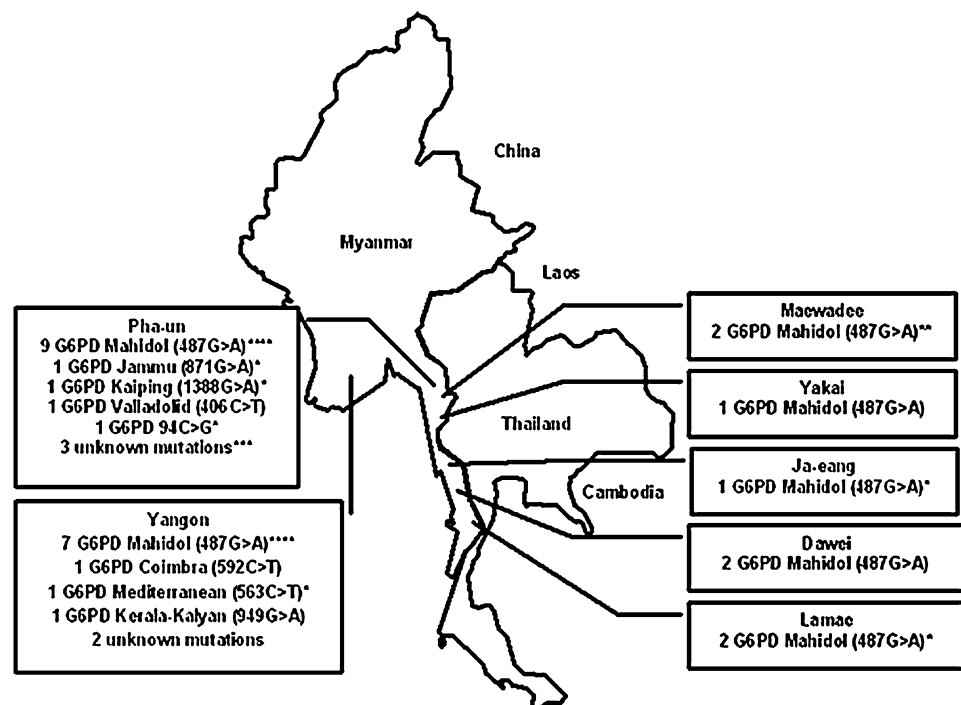 China
Myanmar
Laos
Thailand
Cambodia
Pha-un
9 G6PD Mahidol (487G>A)****
1 G6PD Jammu (871G>A)*
1 G6PD Kaiping (1388G>A)*
1 G6PD Valladolid (406C>T)
1 G6PD 94C>G*
3 unknown mutations***
Yangon
7 G6PD Mahidol (487G>A)****
1 G6PD Coimbra (592C>T)
1 G6PD Mediterranean (563C>T)*
1 G6PD Kerala-Kalyan (949G>A)
2 unknown mutations
Maewadee
2 G6PD Mahidol (487G>A)**
Yakai
1 G6PD Mahidol (487G>A)
Ja-eang
1 G6PD Mahidol (487G>A)*
Dawei
2 G6PD Mahidol (487G>A)
Lamae
2 G6PD Mahidol (487G>A)*